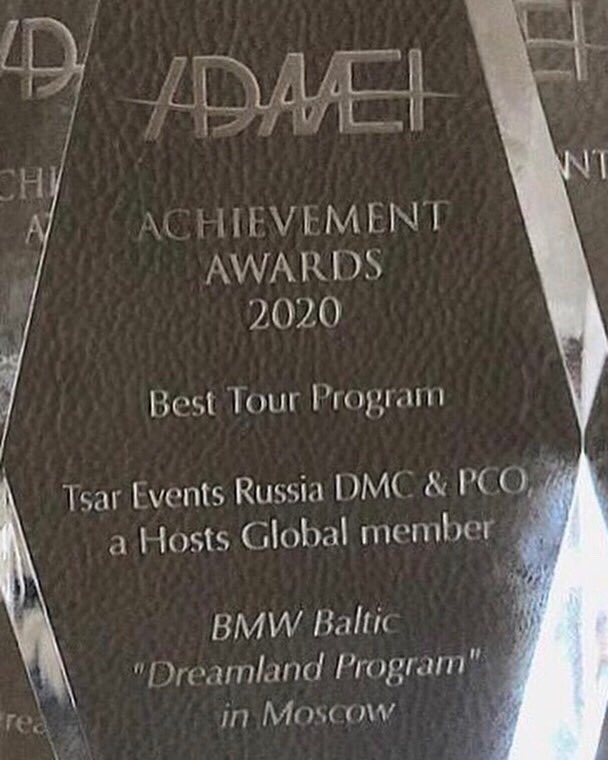 ADMEI
ACHIEVEMENT
AWARDS
2020
Best Tour Program
Tsar Events Russia DMC & PCO,
a Hosts Global member
BMW Baltic
"Dreamland Program"
in Moscow